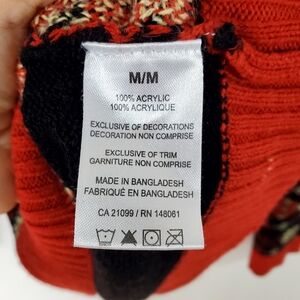 M/M
100% ACRYLIC
100% ACRYLIQUE
EXCLUSIVE OF DECORATIONS
DECORATION NON COMPRISE
EXCLUSIVE OF TRIM
GARNITURE NON COMPRISE
MADE IN BANGLADESH
FABRIQUÉ EN BANGLADESH
CA 21099 / RN 148061